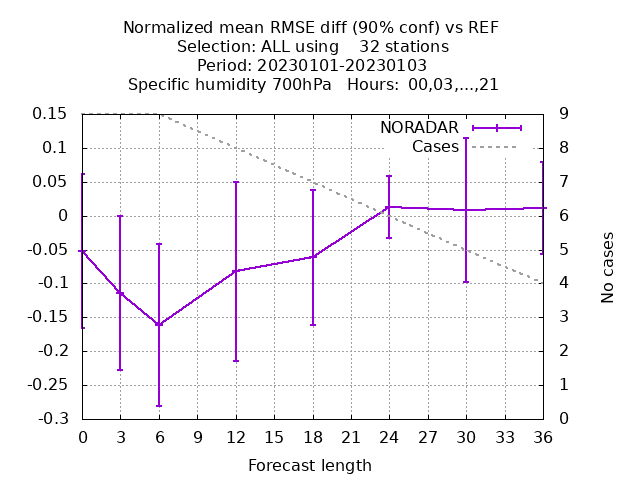 Normalized mean RMSE diff (90% conf) vs REF
Selection: ALL using    32 stations
Period: 20230101-20230103
Specific humidity 700hPa   Hours: 00,03,...,21
NORADAR
Cases
0.15
0.1
0.05
0
-0.05
-0.1
-0.15
-0.2
-0.25
-0.3
9
8
7
6
5
4
3
2
1
0
No cases
0 3 6 9 12 15 18 21 24 27 30 33 36
Forecast length